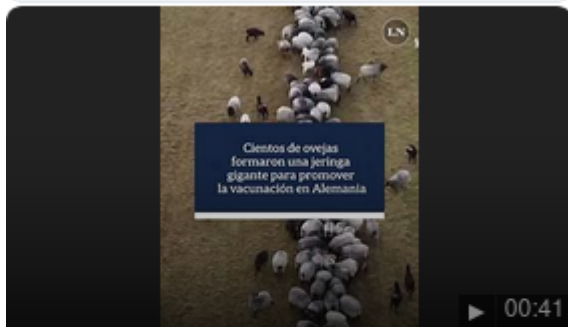 LN
Cientos de ovejas
formaron una jeringa
gigante para promover
la vacunación en Alemania
00:41